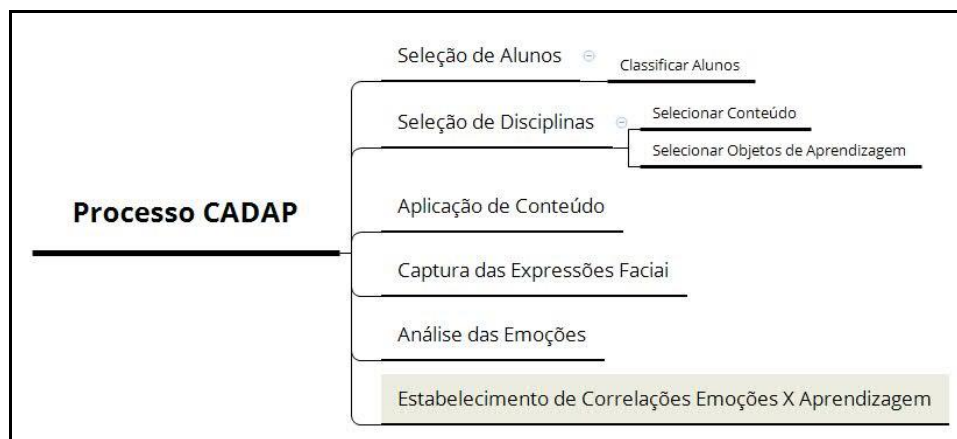 Processo CADAP
Seleção de Alunos
Classificar Alunos
Seleção de Disciplinas
Selecionar Conteúdo
Selecionar Objetos de Aprendizagem
Aplicação de Conteúdo
Captura das Expressões Faciai
Análise das Emoções
Estabelecimento de Correlações Emoções X Aprendizagem